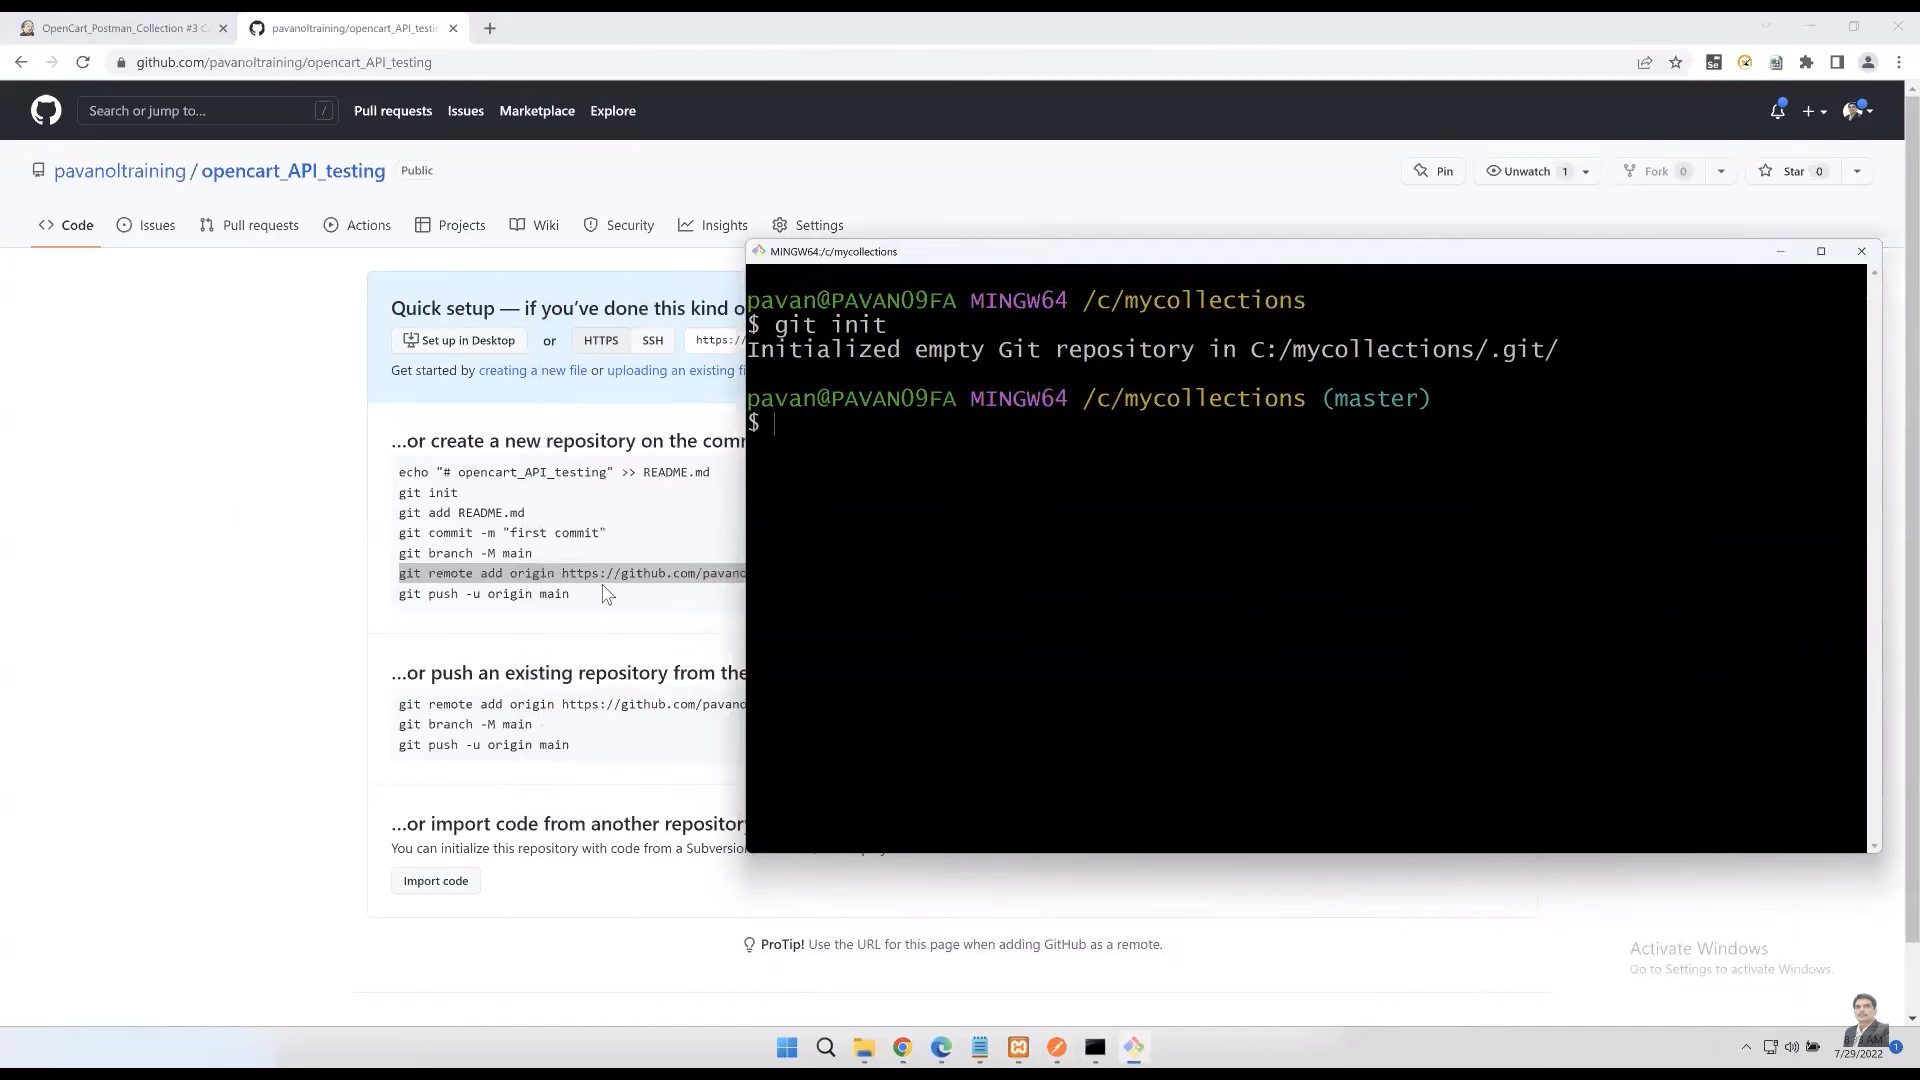 OpenCart_Postman_Collection #3 C
pavanoltraining/opencart_API_testin
github.com/pavanoltraining/opencart_API_testing
Search or jump to...
/
Pull requests
Issues
Marketplace
Explore
pavanoltraining / opencart_API_testing
Public
Pin
Unwatch 1
Fork 0
Star 0
Code
Issues
Pull requests
Actions
Projects
Wiki
Security
Insights
Settings
MINGW64:/c/mycollections
pavan@PAVAN09FA MINGW64 /c/mycollections
$ git init
Initialized empty Git repository in C:/mycollections/.git/
pavan@PAVAN09FA MINGW64 /c/mycollections (master)
$
Quick setup — if you've done this kind o
Set up in Desktop
or
HTTPS
SSH
https:/
Get started by creating a new file or uploading an existing fi
...or create a new repository on the comm
echo "# opencart_API_testing" >> README.md
git init
git add README.md
git commit -m "first commit"
git branch -M main
git remote add origin https://github.com/pavano
git push -u origin main
...or push an existing repository from the
git remote add origin https://github.com/pavano
git branch -M main
git push -u origin main
...or import code from another repository
You can initialize this repository with code from a Subversio
Import code
ProTip! Use the URL for this page when adding GitHub as a remote.
Activate Windows
Go to Settings to activate Windows.
7/29/2022
1